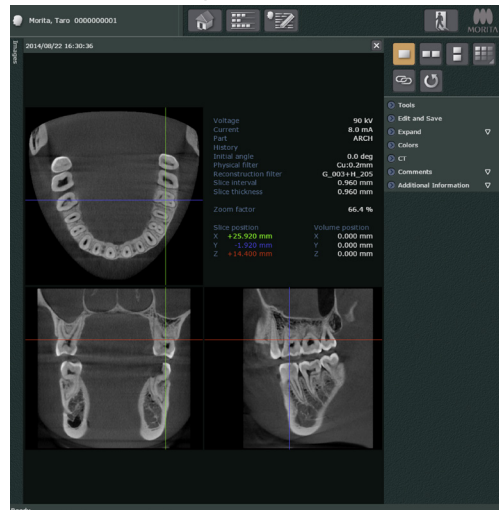 Morita, Taro 0000000001
MORITA
Images
2014/08/22 16:30:36
Voltage 90 kV
Current 8.0 mA
Part ARCH
History
Initial angle 0.0 deg
Physical filter Cu:0.2mm
Reconstruction filter G_003+H_205
Slice interval 0.960 mm
Slice thickness 0.960 mm
Zoom factor 66.4 %
Slice position Volume position
X +25.920 mm X 0.000 mm
Y -1.920 mm Y 0.000 mm
Z +14.400 mm Z 0.000 mm
Tools
Edit and Save
Expand
Colors
CT
Comments
Additional Information
Ready